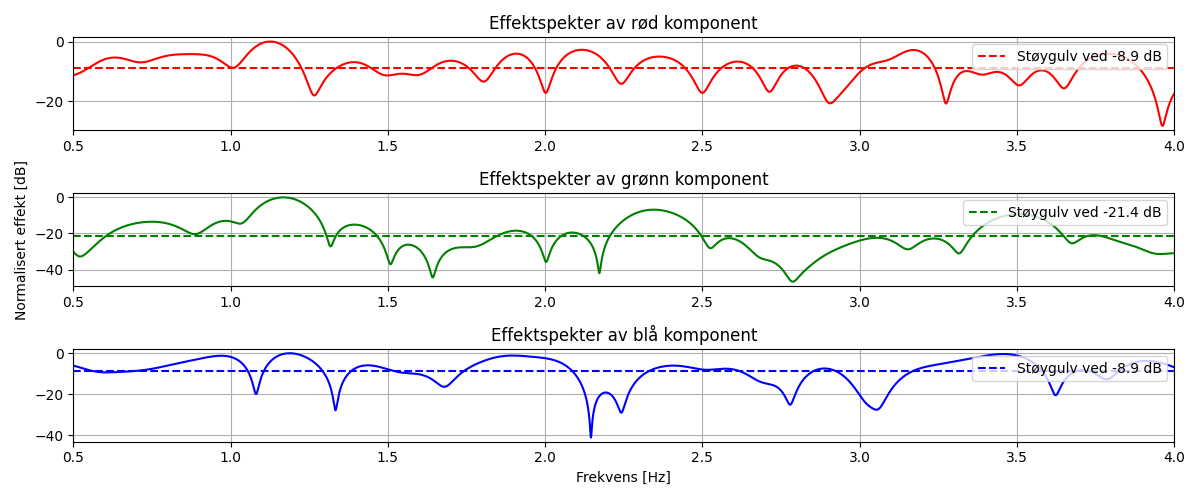 Effektspekter av rød komponent
0
−20
Støygulv ved -8.9 dB
0.5 1.0 1.5 2.0 2.5 3.0 3.5 4.0
Effektspekter av grønn komponent
Normalisert effekt [dB]
0
−20
−40
Støygulv ved -21.4 dB
0.5 1.0 1.5 2.0 2.5 3.0 3.5 4.0
Effektspekter av blå komponent
0
−20
−40
Støygulv ved -8.9 dB
0.5 1.0 1.5 2.0 2.5 3.0 3.5 4.0
Frekvens [Hz]